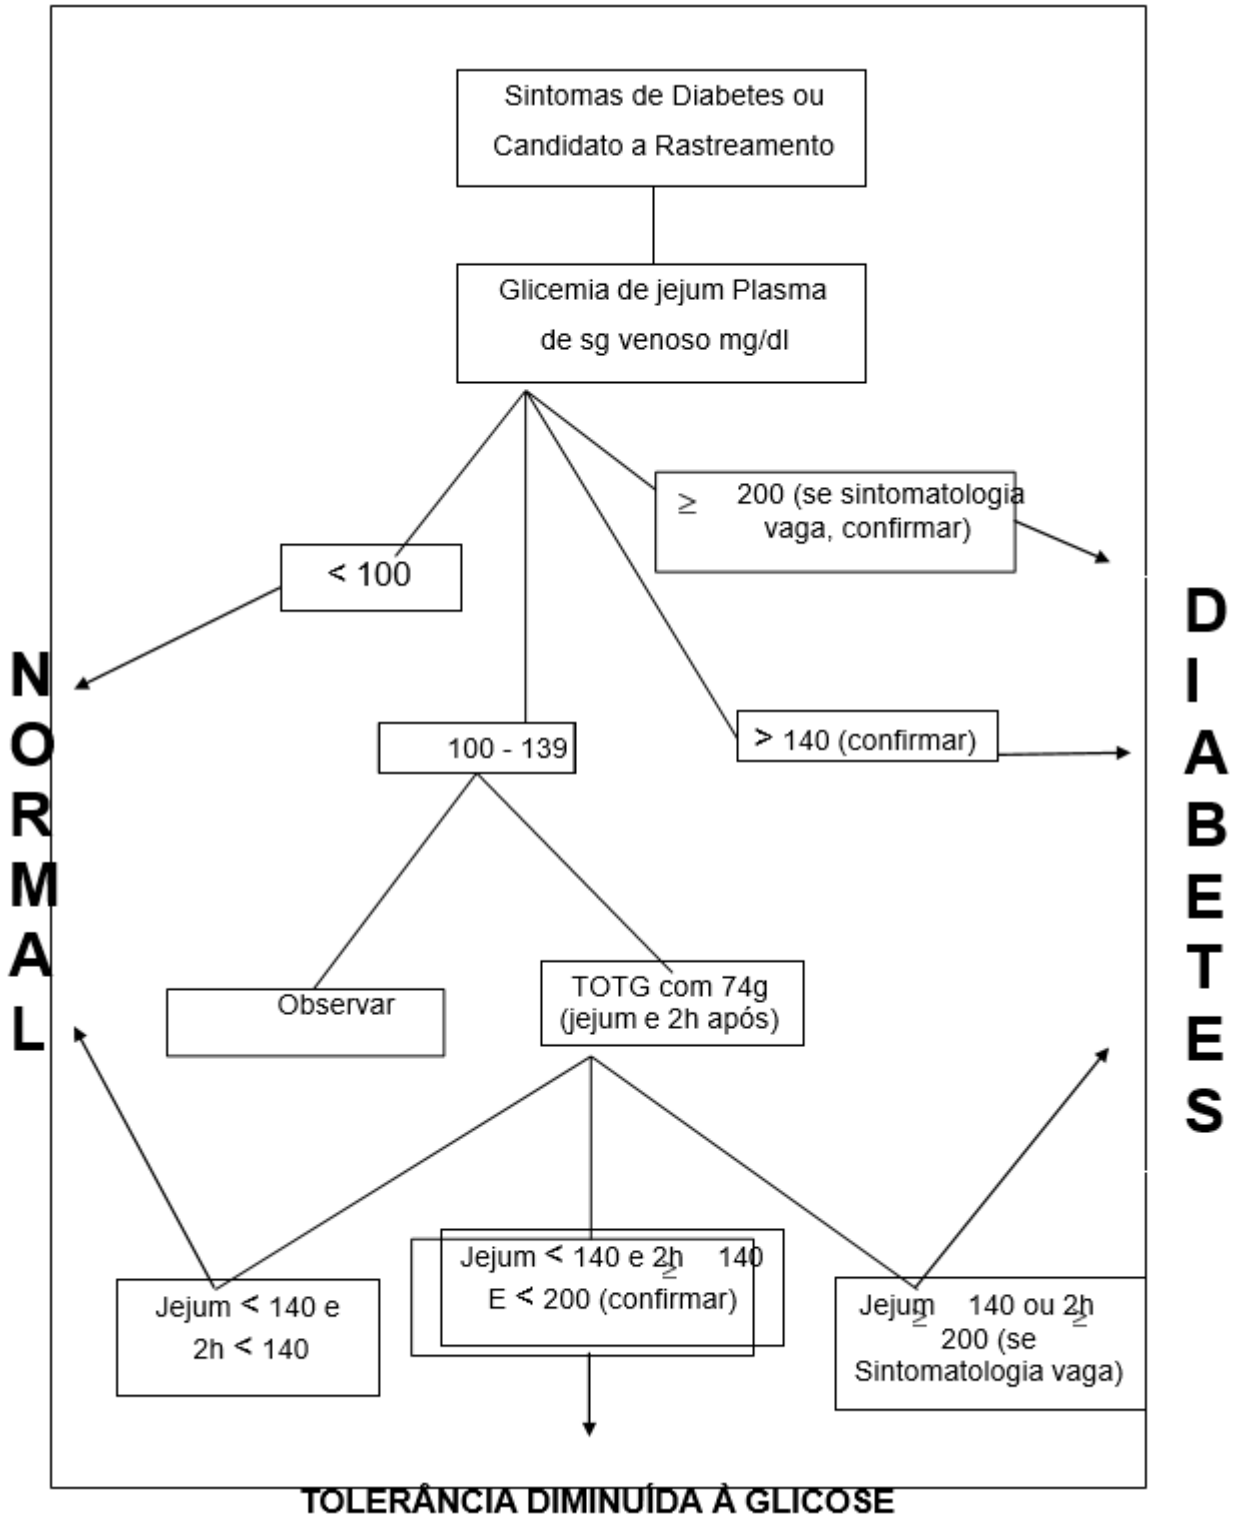 Sintomas de Diabetes ou
Candidato a Rastreamento
Glicemia de jejum Plasma
de sg venoso mg/dl
≥ 200 (se sintomatologia
vaga, confirmar)
< 100
NORMAL
DIABETES
100 - 139
> 140 (confirmar)
Observar
TOTG com 74g
(jejum e 2h após)
Jejum < 140 e
2h < 140
Jejum < 140 e 2h ≥ 140
E < 200 (confirmar)
Jejum ≥ 140 ou 2h ≥
200 (se
Sintomatologia vaga)
TOLERÂNCIA DIMINUÍDA À GLICOSE